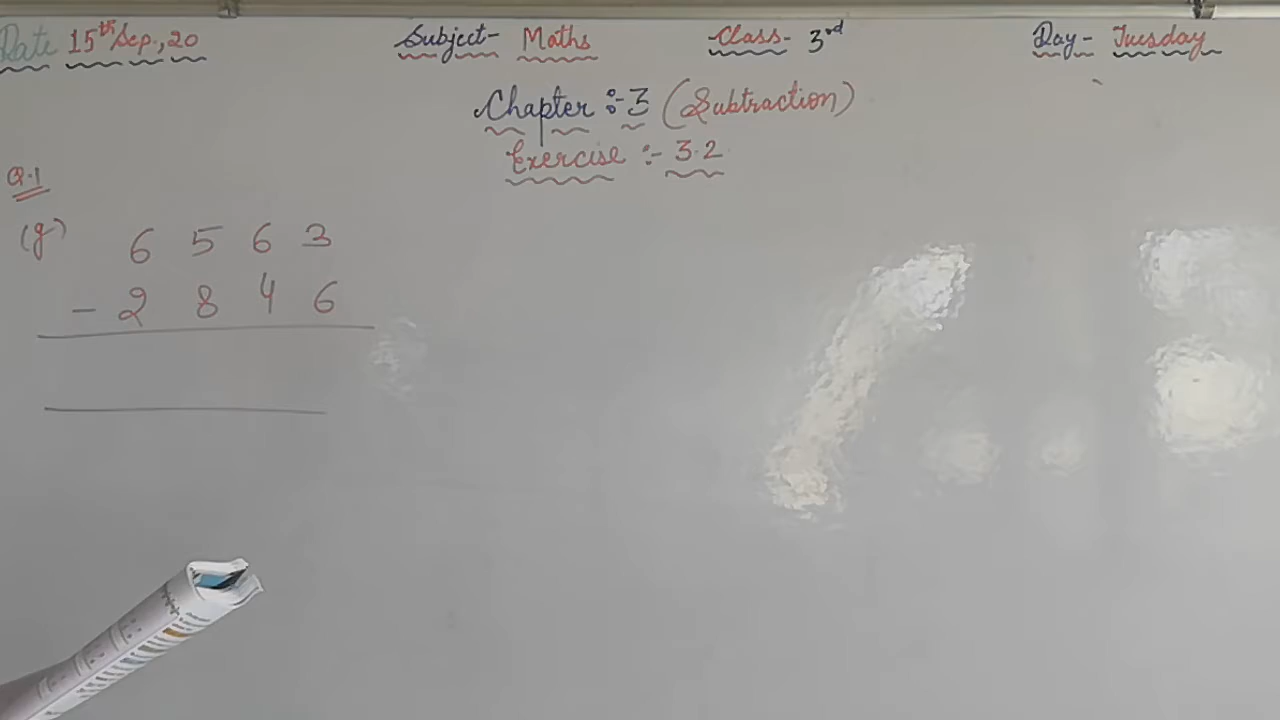 Date 15th Sep.,20 Subject- Maths Class- 3rd Day- Tuesday
Chapter :- 3 (Subtraction)
Exercise :- 3.2
Q.1
(g) 6 5 6 3
- 2 8 4 6